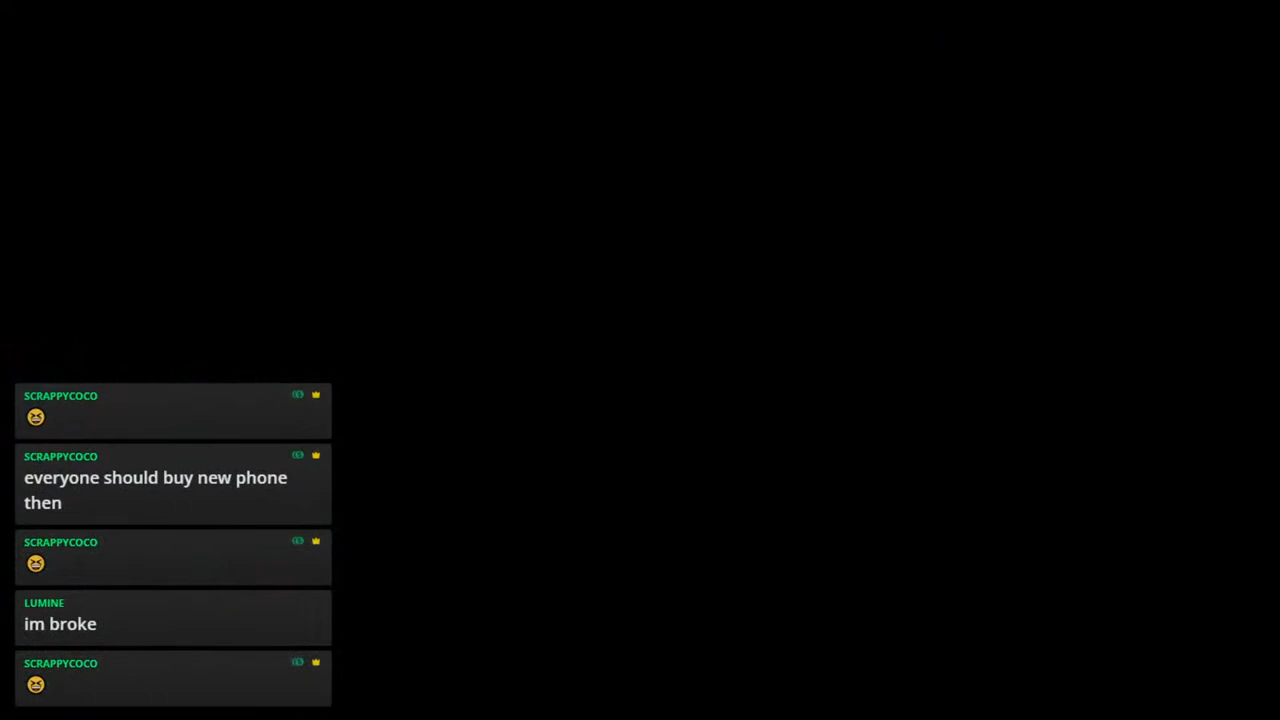 SCRAPPYCOCO
😆
SCRAPPYCOCO
everyone should buy new phone
then
SCRAPPYCOCO
😆
LUMINE
im broke
SCRAPPYCOCO
😆